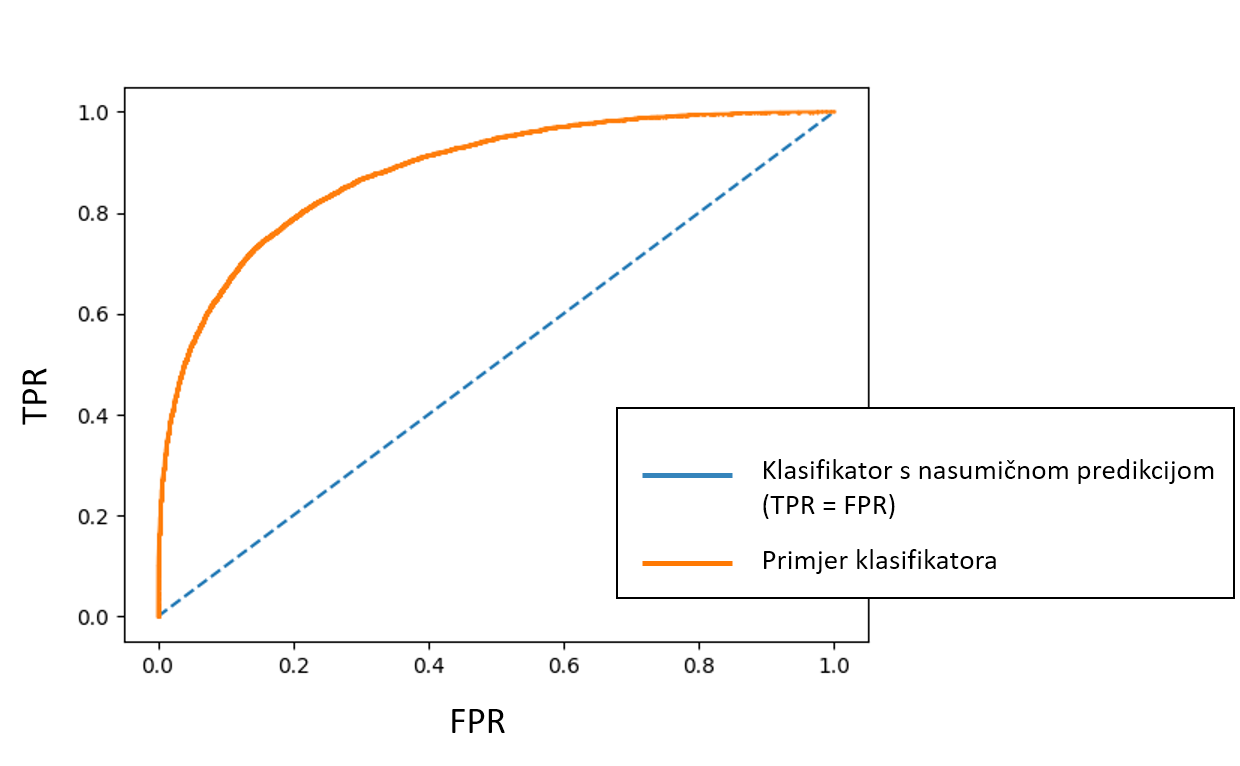 1.0
0.8
0.6
0.4
0.2
0.0
TPR
0.0 0.2 0.4 0.6 0.8 1.0
FPR
Klasifikator s nasumičnom predikcijom
(TPR = FPR)
Primjer klasifikatora